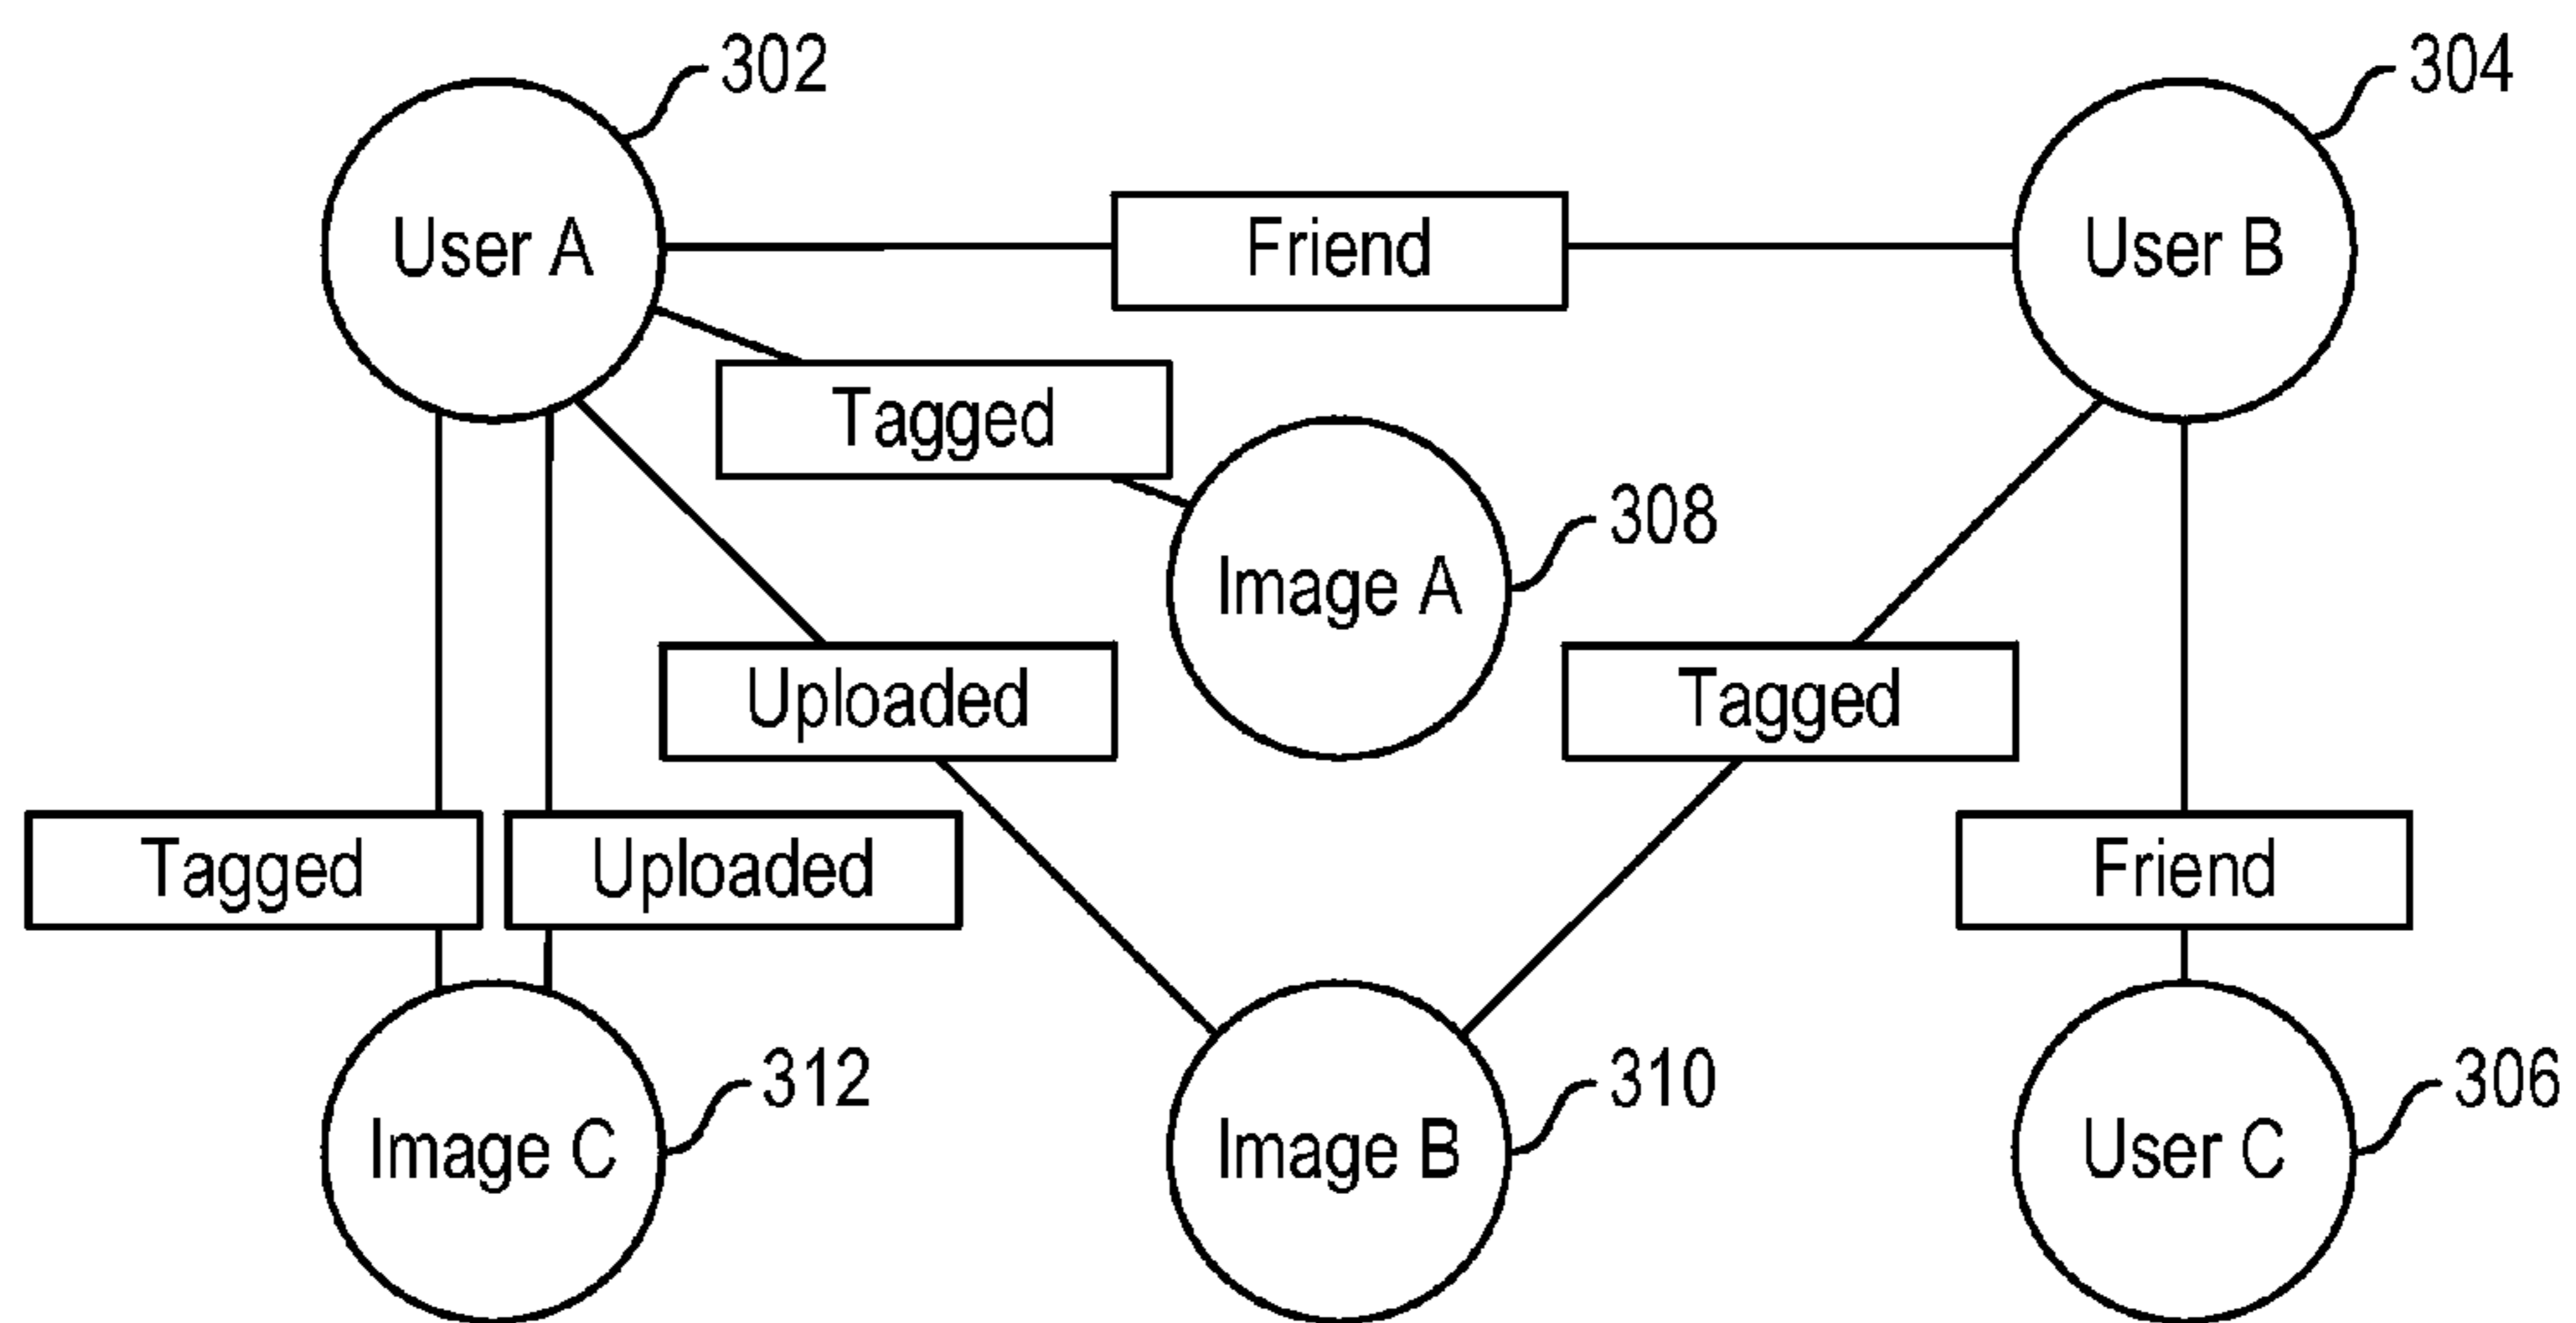 302
304
User A
Friend
User B
Tagged
308
Image A
Uploaded
Tagged
Tagged
Uploaded
Friend
312
310
306
Image C
Image B
User C